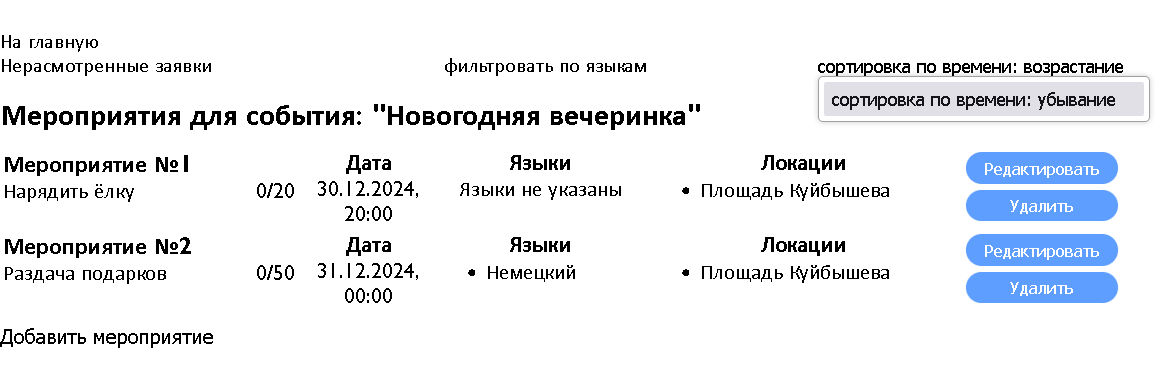 На главную
Нерасмотренные заявки фильтровать по языкам сортировка по времени: возрастание
сортировка по времени: убывание
Мероприятия для события: "Новогодняя вечеринка"
Мероприятие №1 Дата Языки Локации
Нарядить ёлку 0/20 30.12.2024, Языки не указаны • Площадь Куйбышева Редактировать
20:00 Удалить
Мероприятие №2 Дата Языки Локации
Раздача подарков 0/50 31.12.2024, • Немецкий • Площадь Куйбышева Редактировать
00:00 Удалить
Добавить мероприятие